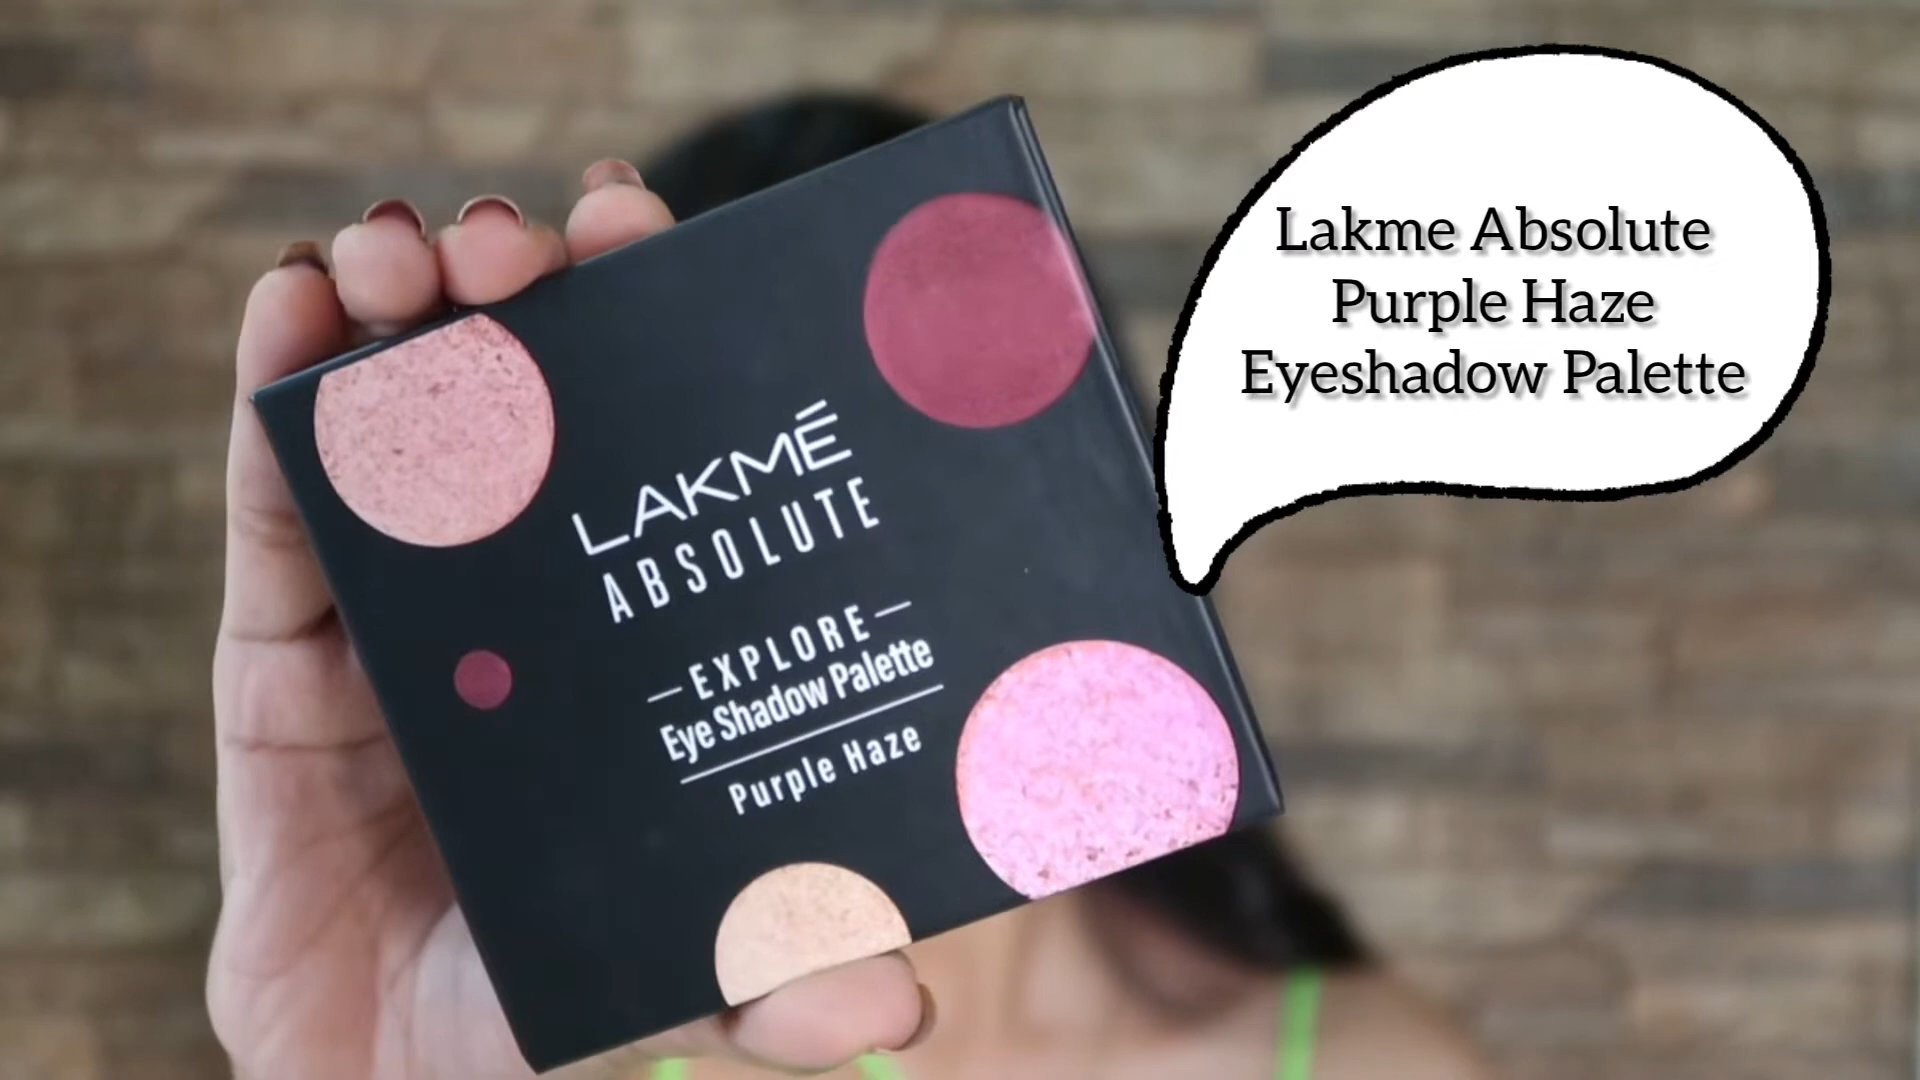 LAKMÉ
ABSOLUTE
EXPLORE
Eye Shadow Palette
Purple Haze
Lakme Absolute
Purple Haze
Eyeshadow Palette